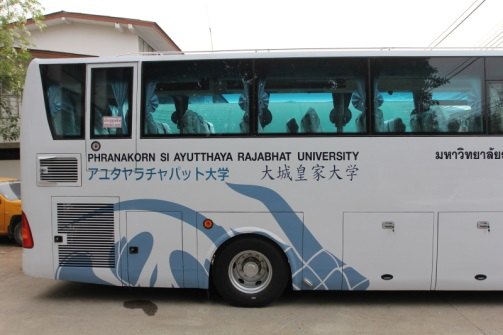 PHRANAKORN SI AYUTTHAYA RAJABHAT UNIVERSITY
มหาวิทยาลัย
アユタヤラチャパット大学 大城皇家大学